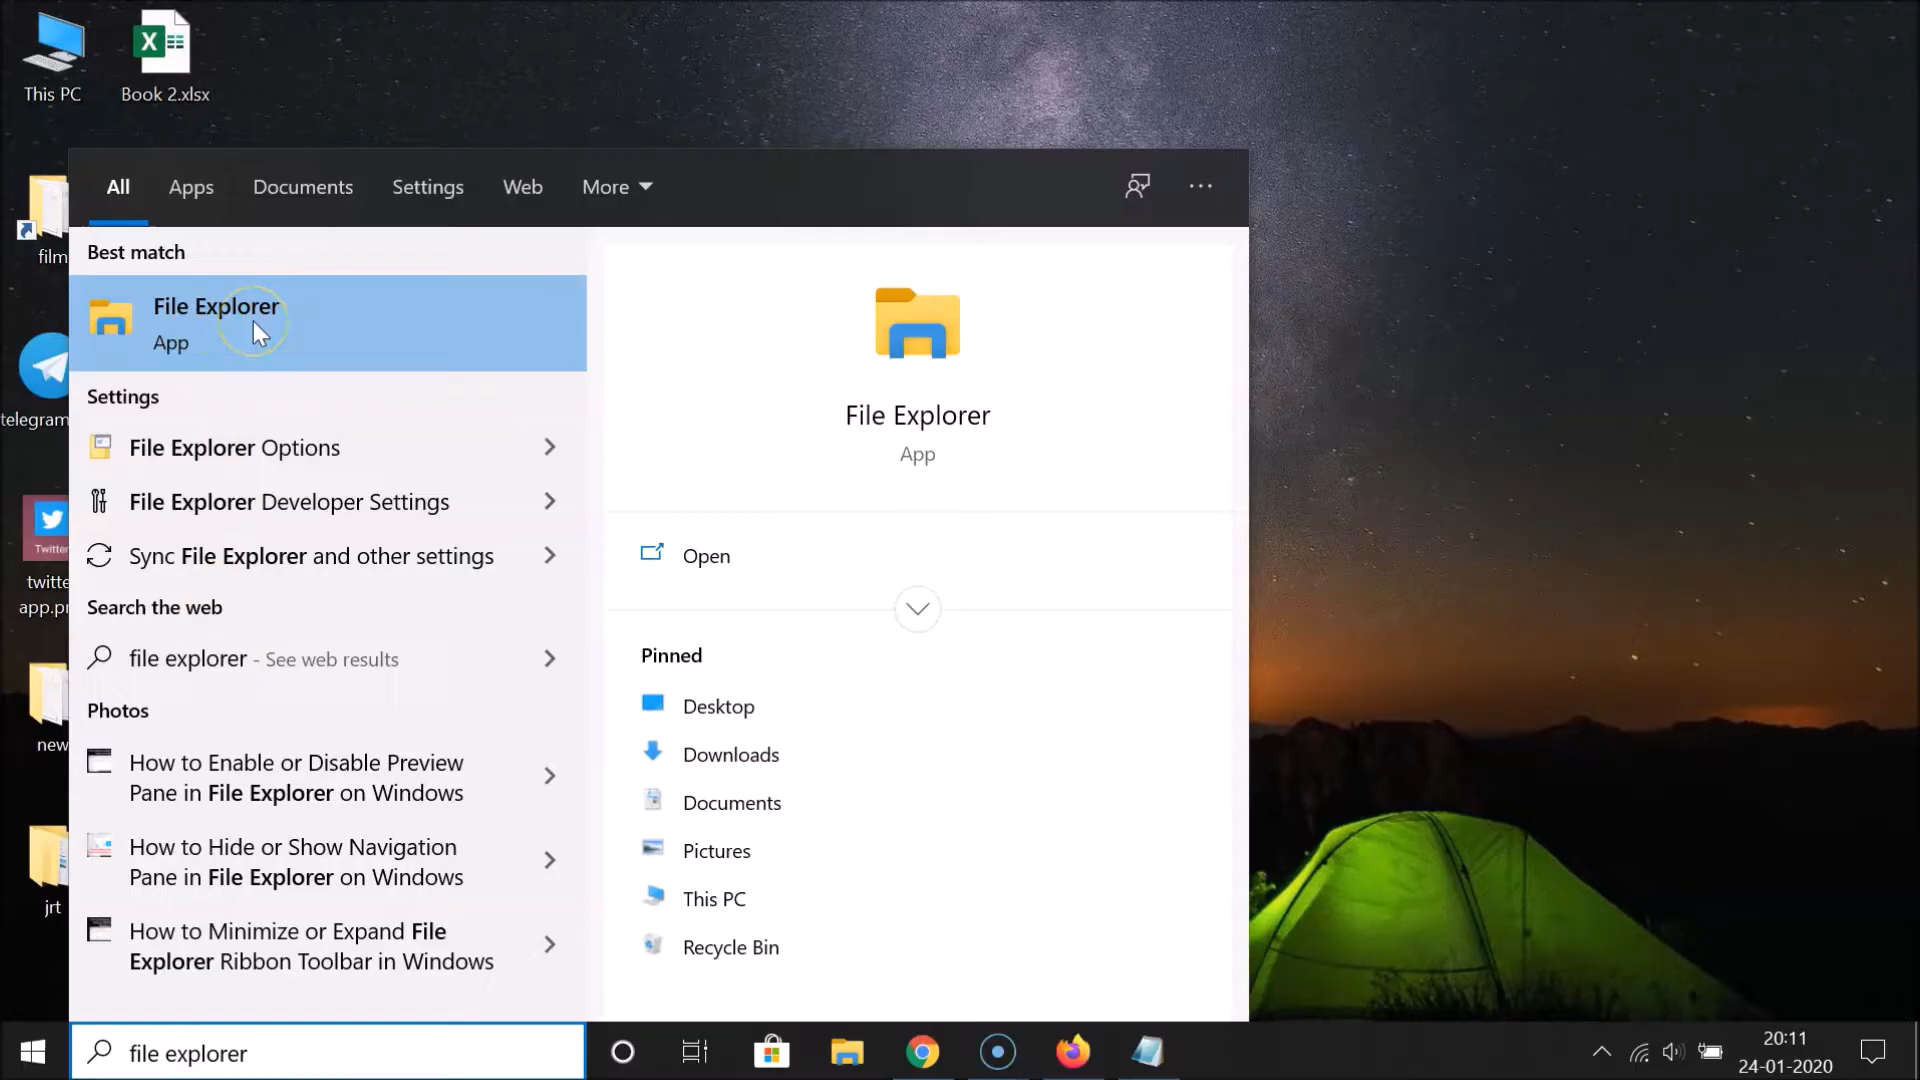 This PC
Book 2.xlsx
film
telegram
Twitter
twitte
app.pr
new
jrt
All
Apps
Documents
Settings
Web
More
Best match
File Explorer
App
Settings
File Explorer Options
File Explorer Developer Settings
Sync File Explorer and other settings
Search the web
file explorer - See web results
Photos
How to Enable or Disable Preview
Pane in File Explorer on Windows
How to Hide or Show Navigation
Pane in File Explorer on Windows
How to Minimize or Expand File
Explorer Ribbon Toolbar in Windows
File Explorer
App
Open
Pinned
Desktop
Downloads
Documents
Pictures
This PC
Recycle Bin
file explorer
20:11
24-01-2020